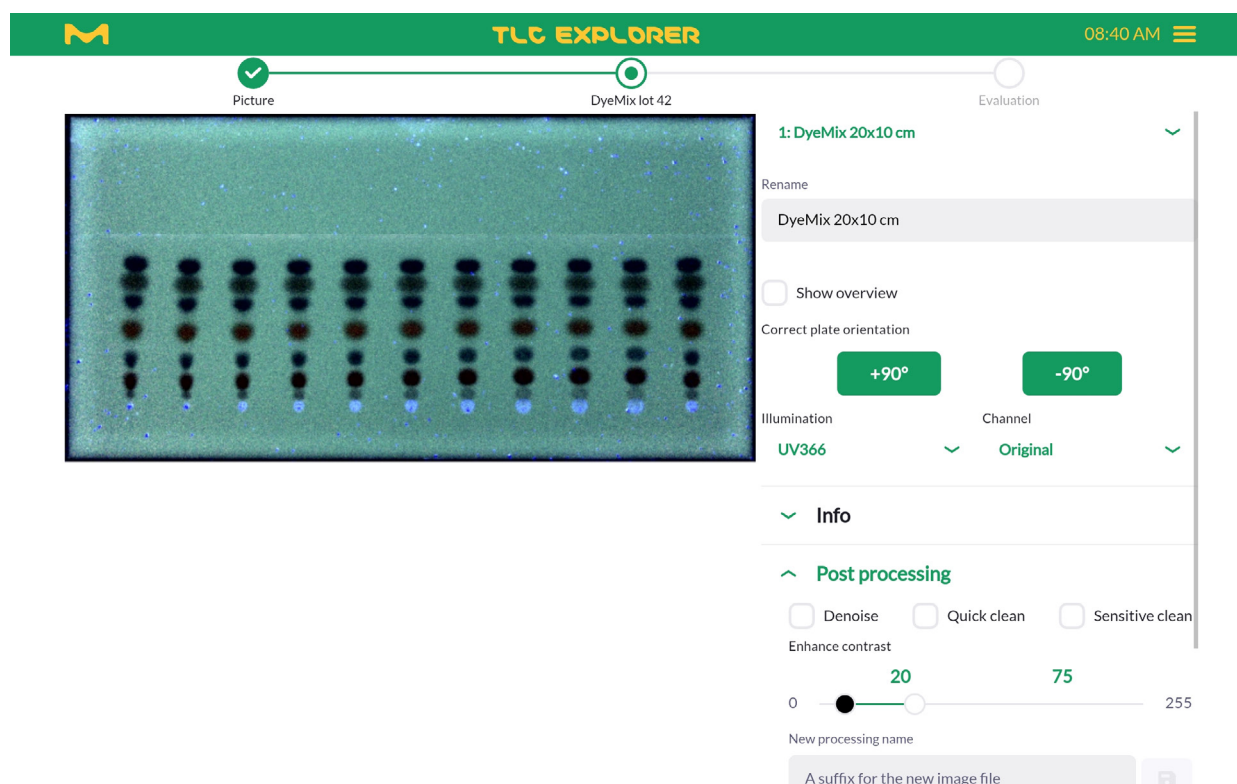 TLC EXPLORER
08:40 AM
Picture
DyeMix lot 42
Evaluation
1: DyeMix 20x10 cm
Rename
DyeMix 20x10 cm
Show overview
Correct plate orientation
+90°
-90°
Illumination
Channel
UV366
Original
Info
Post processing
Denoise
Quick clean
Sensitive clean
Enhance contrast
20
75
0
255
New processing name
A suffix for the new image file